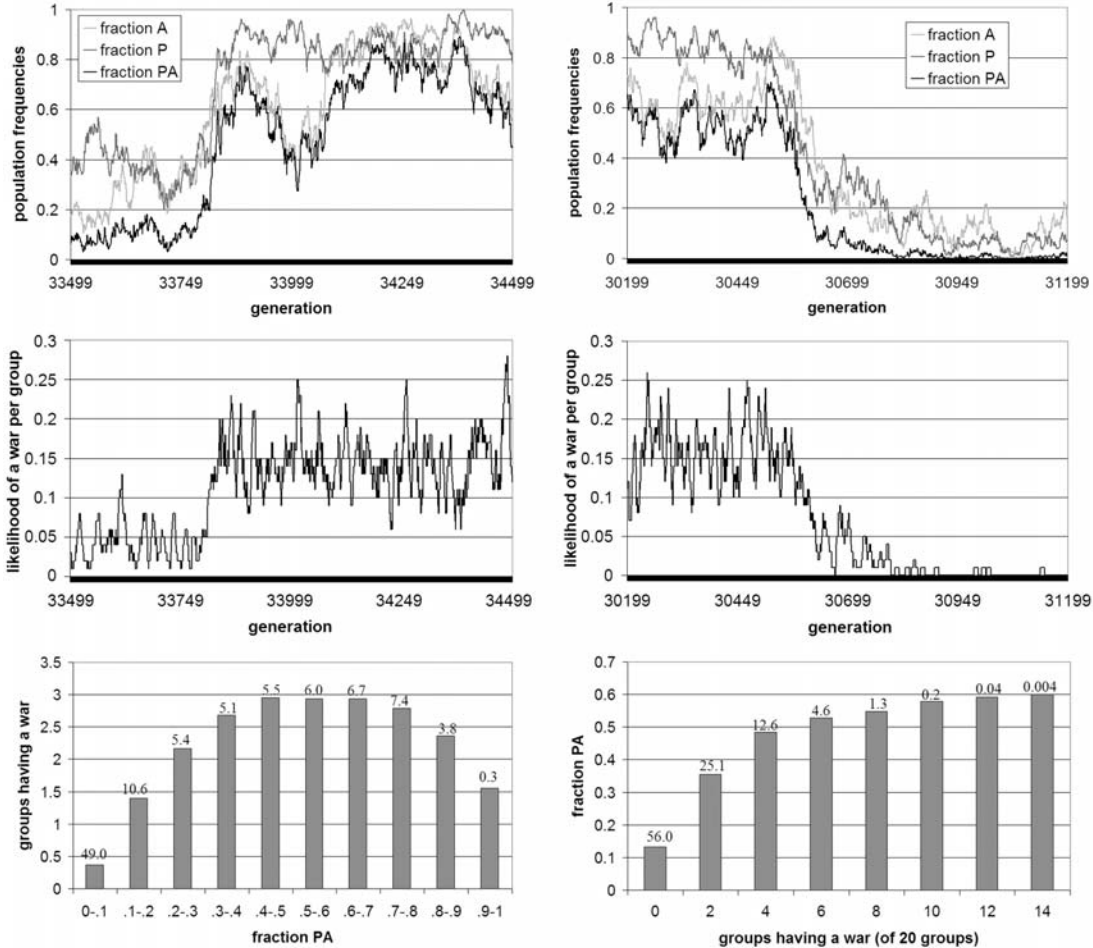 population frequencies
1
0.8
0.6
0.4
0.2
0
fraction A
fraction P
fraction PA
33499 33749 33999 34249 34499
generation
population frequencies
1
0.8
0.6
0.4
0.2
0
fraction A
fraction P
fraction PA
30199 30449 30699 30949 31199
generation
likelihood of a war per group
0.3
0.25
0.2
0.15
0.1
0.05
0
33499 33749 33999 34249 34499
generation
likelihood of a war per group
0.3
0.25
0.2
0.15
0.1
0.05
0
30199 30449 30699 30949 31199
generation
groups having a war
3.5
3
2.5
2
1.5
1
0.5
0
49.0 10.6 5.4 5.1 5.5 6.0 6.7 7.4 3.8 0.3
0-.1 .1-.2 .2-.3 .3-.4 .4-.5 .5-.6 .6-.7 .7-.8 .8-.9 .9-1
fraction PA
fraction PA
0.7
0.6
0.5
0.4
0.3
0.2
0.1
0
56.0 25.1 12.6 4.6 1.3 0.2 0.04 0.004
0 2 4 6 8 10 12 14
groups having a war (of 20 groups)